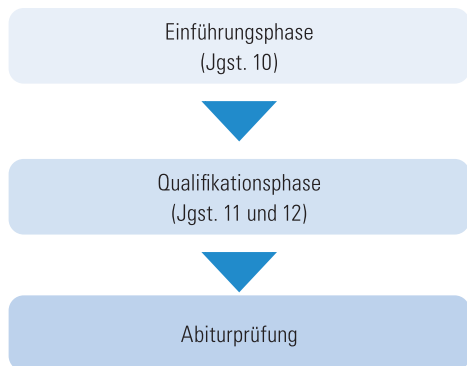 Einführungsphase
(Jgst. 10)
Qualifikationsphase
(Jgst. 11 und 12)
Abiturprüfung